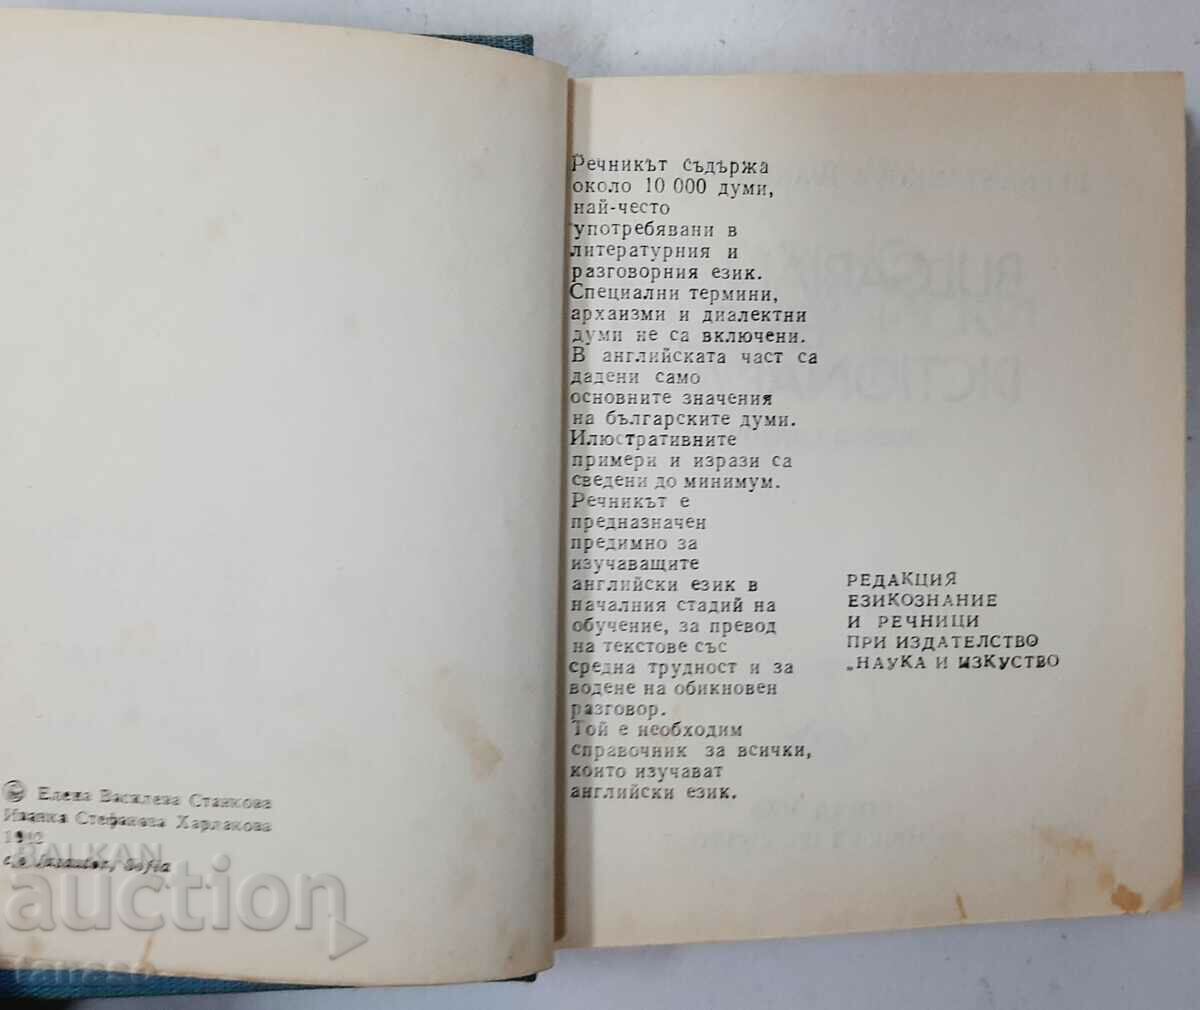 © Елена Василева Станкова
Иванка Стефанова Харлакова
c/o Jusautor, Sofia
BALKAN
auction
Речникът съдържа
около 10 000 думи,
най-често
употребявани в
литературния и
разговорния език.
Специални термини,
архаизми и диалектни
думи не са включени.
В английската част са
дадени само
основните значения
на българските думи.
Илюстративните
примери и изрази са
сведени до минимум.
Речникът е
предназначен
предимно за
изучаващите
английски език в
началния стадий на
обучение, за превод
на текстове със
средна трудност и за
водене на обикновен
разговор.
Той е необходим
справочник за всички,
които изучават
английски език.
РЕДАКЦИЯ
ЕЗИКОЗНАНИЕ
И РЕЧНИЦИ
ПРИ ИЗДАТЕЛСТВО
„НАУКА И ИЗКУСТВО
BULGARIAN
DICTIONARY